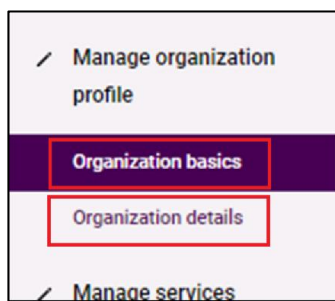 Manage organization
profile
Organization basics
Organization details
Manage services